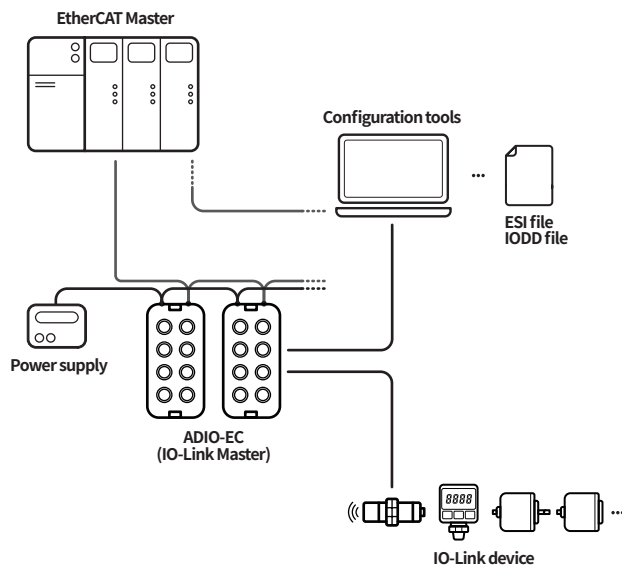 EtherCAT Master
Configuration tools
ESI file
IODD file
Power supply
ADIO-EC
(IO-Link Master)
8888
IO-Link device